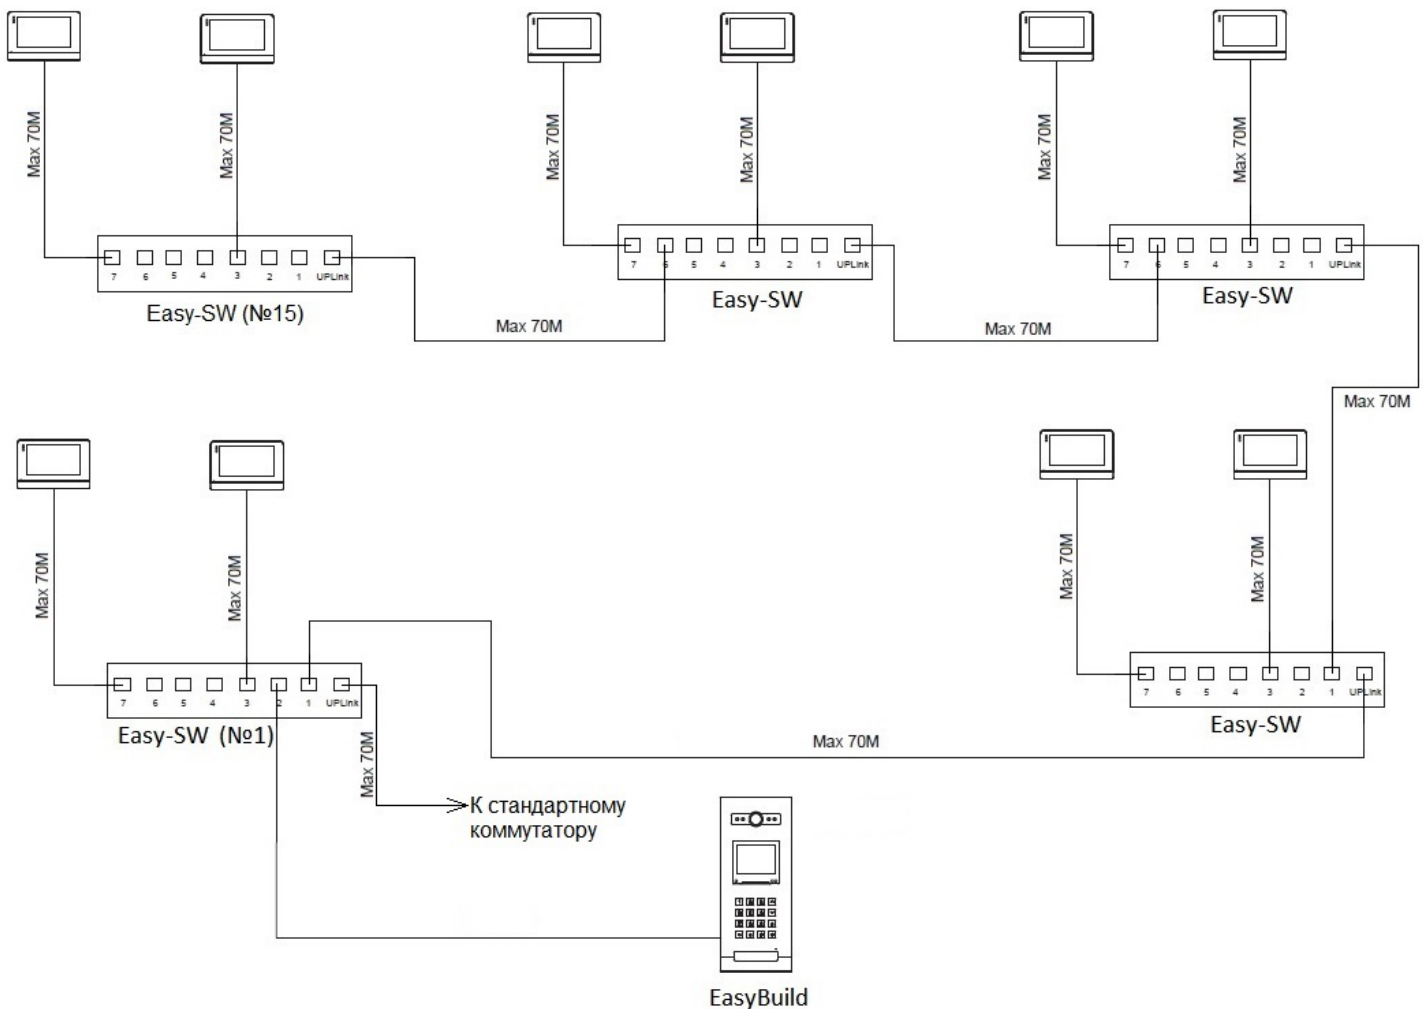 Max 70M
Max 70M
Max 70M
Max 70M
Max 70M
Max 70M
7 6 5 4 3 2 1 UPLink
Easy-SW (№15)
7 6 5 4 3 2 1 UPLink
Easy-SW
7 6 5 4 3 2 1 UPLink
Easy-SW
Max 70M
Max 70M
Max 70M
Max 70M
Max 70M
Max 70M
Max 70M
7 6 5 4 3 2 1 UPLink
Easy-SW (№1)
7 6 5 4 3 2 1 UPLink
Easy-SW
Max 70M
Max 70M
К стандартному
коммутатору
EasyBuild